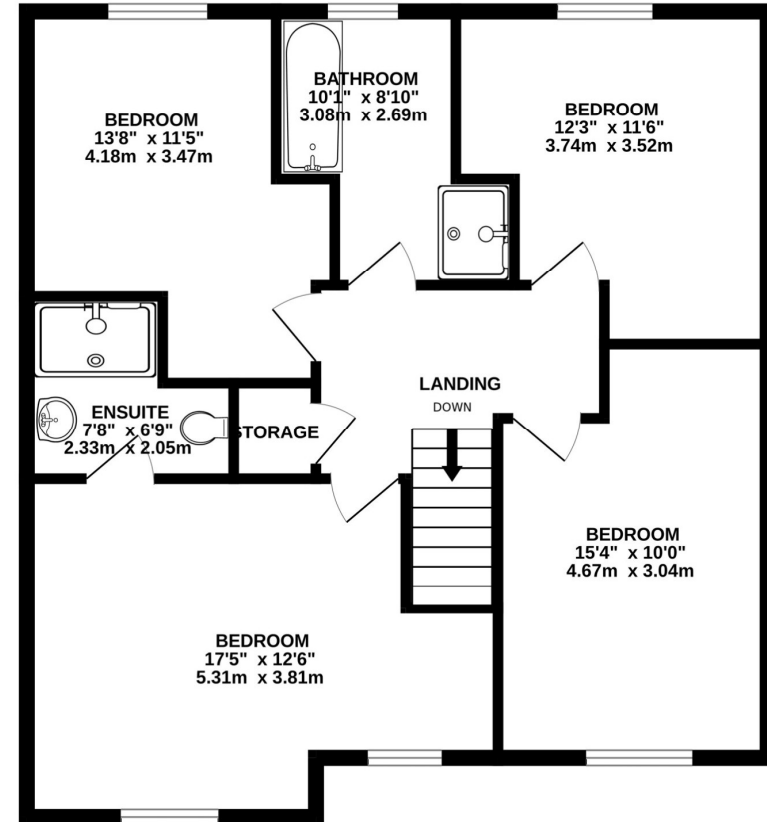 BEDROOM
13'8" x 11'5"
4.18m x 3.47m
BATHROOM
10'1" x 8'10"
3.08m x 2.69m
BEDROOM
12'3" x 11'6"
3.74m x 3.52m
LANDING
DOWN
ENSUITE
7'8" x 6'9"
2.33m x 2.05m
STORAGE
BEDROOM
15'4" x 10'0"
4.67m x 3.04m
BEDROOM
17'5" x 12'6"
5.31m x 3.81m